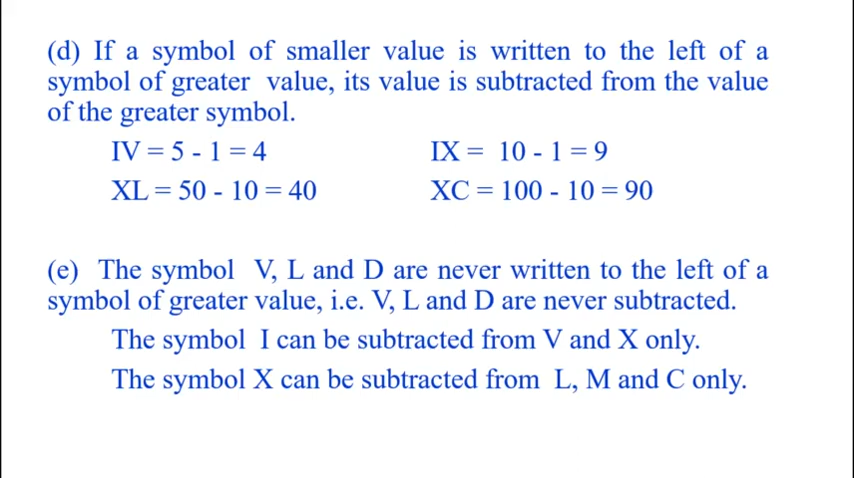 (d) If a symbol of smaller value is written to the left of a
symbol of greater value, its value is subtracted from the value
of the greater symbol.
IV = 5 - 1 = 4 IX = 10 - 1 = 9
XL = 50 - 10 = 40 XC = 100 - 10 = 90
(e) The symbol V, L and D are never written to the left of a
symbol of greater value, i.e. V, L and D are never subtracted.
The symbol I can be subtracted from V and X only.
The symbol X can be subtracted from L, M and C only.